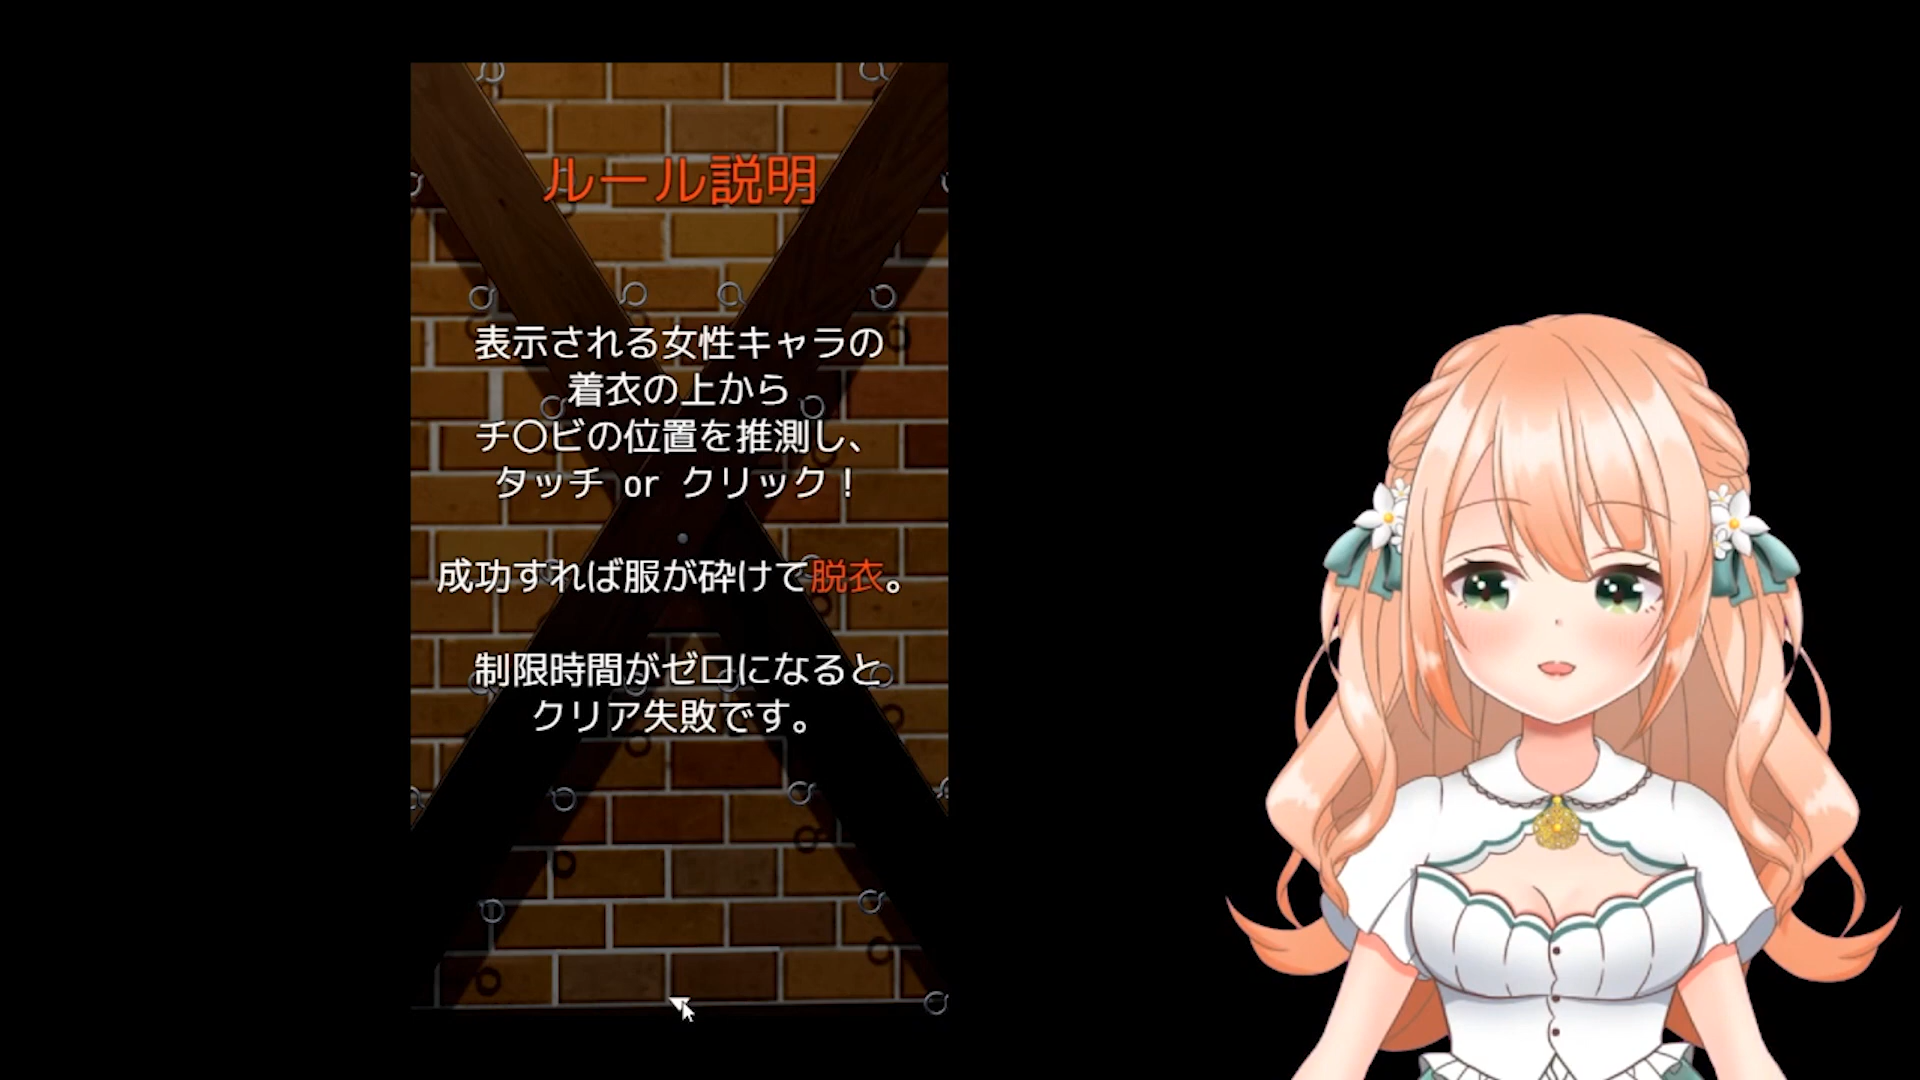 ルール説明
表示される女性キャラの
着衣の上から
チ〇ビの位置を推測し、
タッチ or クリック！
成功すれば服が砕けて脱衣。
制限時間がゼロになると
クリア失敗です。